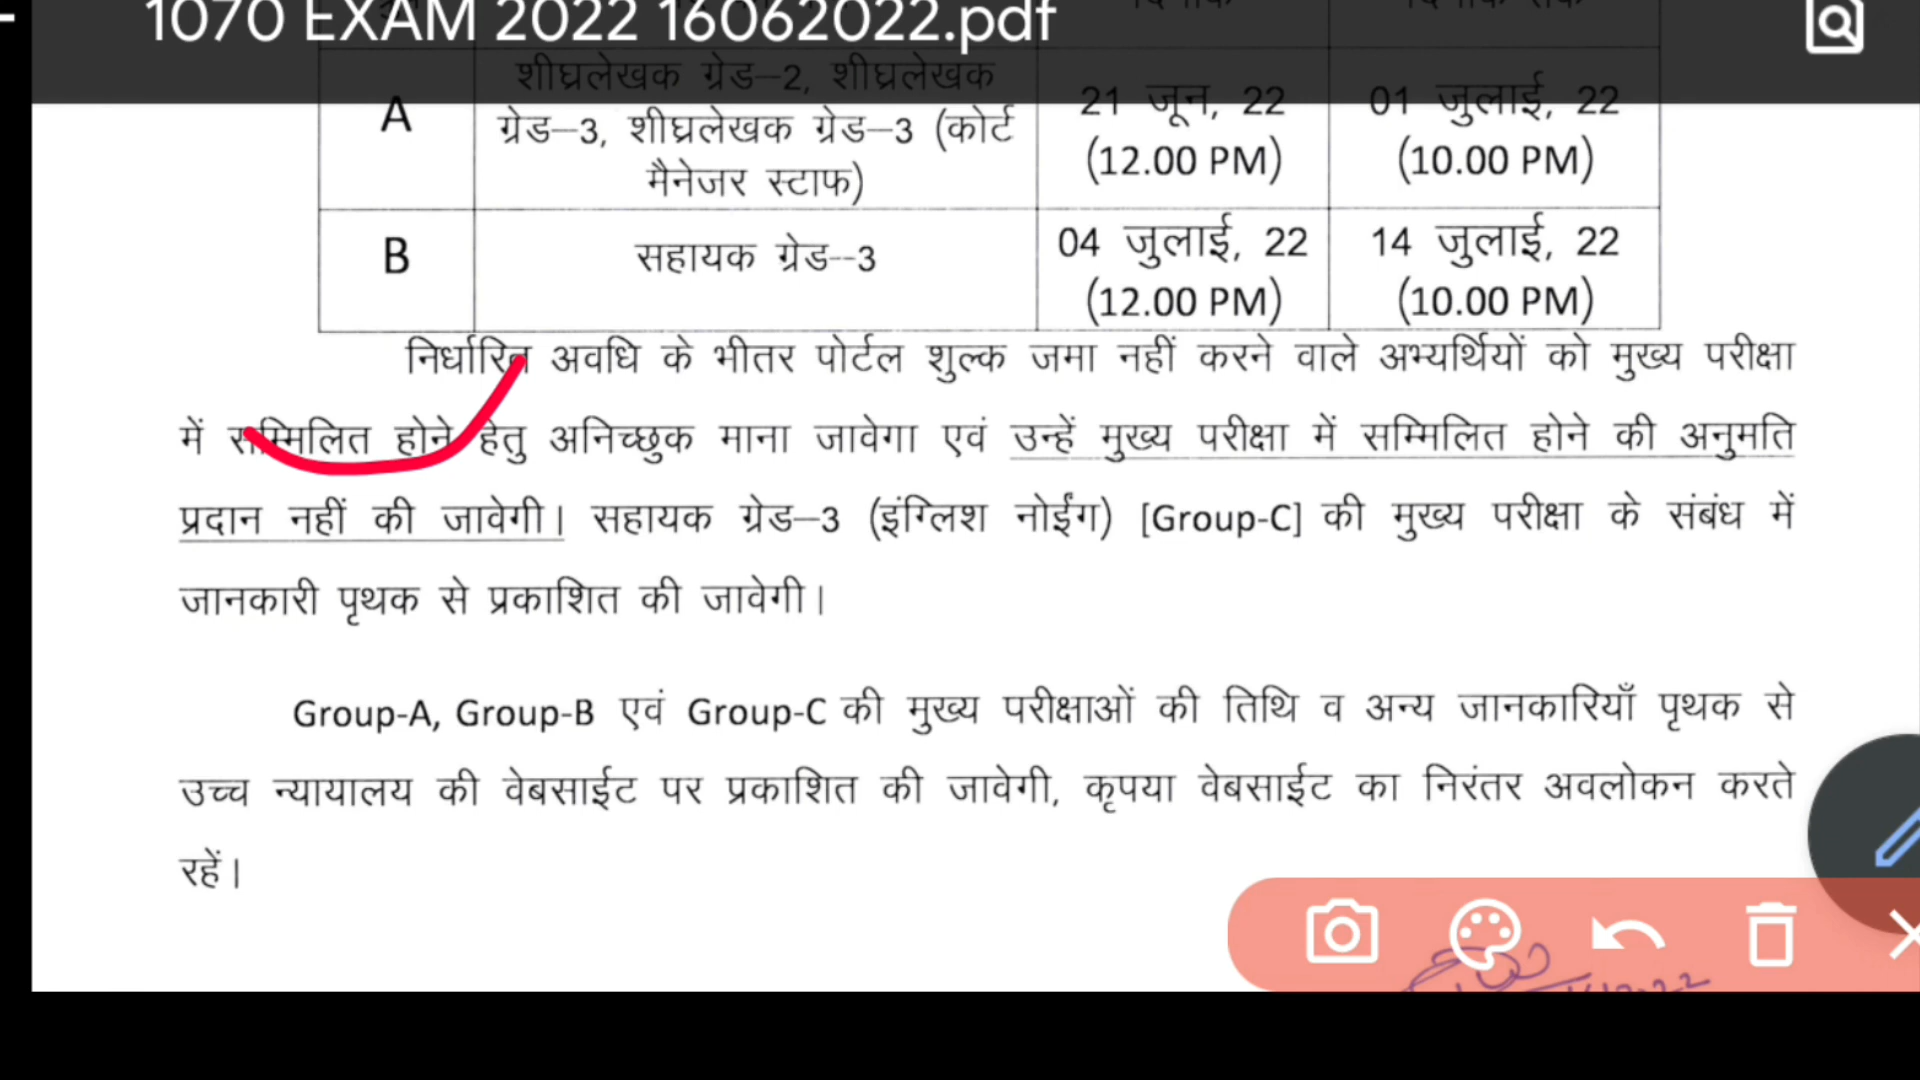 1070 EXAM 2022 16062022.pdf
A
शीघ्रलेखक ग्रेड–2, शीघ्रलेखक
ग्रेड–3, शीघ्रलेखक ग्रेड–3 (कोर्ट
मैनेजर स्टाफ)
21 जून, 22
(12.00 PM)
01 जुलाई, 22
(10.00 PM)
B
सहायक ग्रेड--3
04 जुलाई, 22
(12.00 PM)
14 जुलाई, 22
(10.00 PM)
निर्धारित अवधि के भीतर पोर्टल शुल्क जमा नहीं करने वाले अभ्यर्थियों को मुख्य परीक्षा
में सम्मिलित होने हेतु अनिच्छुक माना जावेगा एवं उन्हें मुख्य परीक्षा में सम्मिलित होने की अनुमति
प्रदान नहीं की जावेगी। सहायक ग्रेड–3 (इंग्लिश नोईंग) [Group-C] की मुख्य परीक्षा के संबंध में
जानकारी पृथक से प्रकाशित की जावेगी।
Group-A, Group-B एवं Group-C की मुख्य परीक्षाओं की तिथि व अन्य जानकारियाँ पृथक से
उच्च न्यायालय की वेबसाईट पर प्रकाशित की जावेगी, कृपया वेबसाईट का निरंतर अवलोकन करते
रहें।